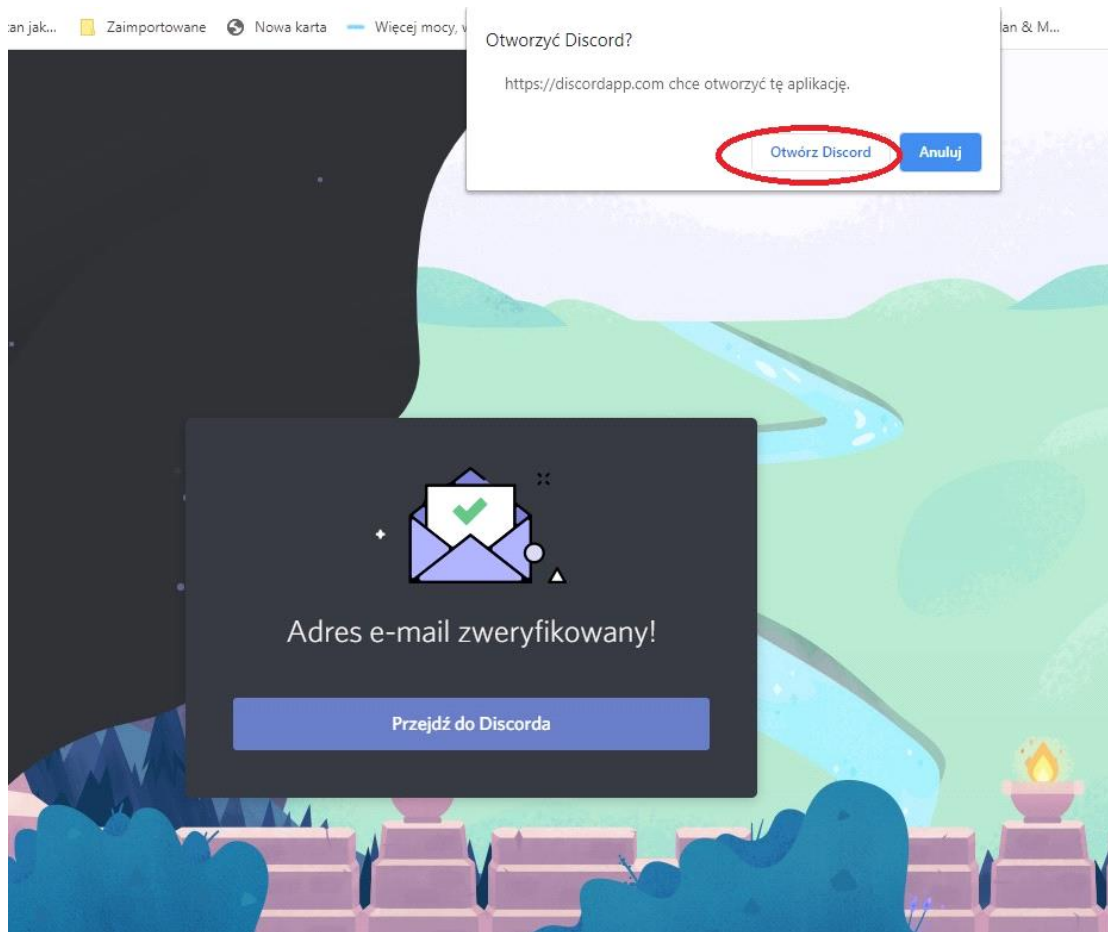 jak... Zaimportowane Nowa karta Więcej mocy, & M...
Otworzyć Discord?
https://discordapp.com chce otworzyć tę aplikację.
Otwórz Discord Anuluj
Adres e-mail zweryfikowany!
Przejdź do Discorda